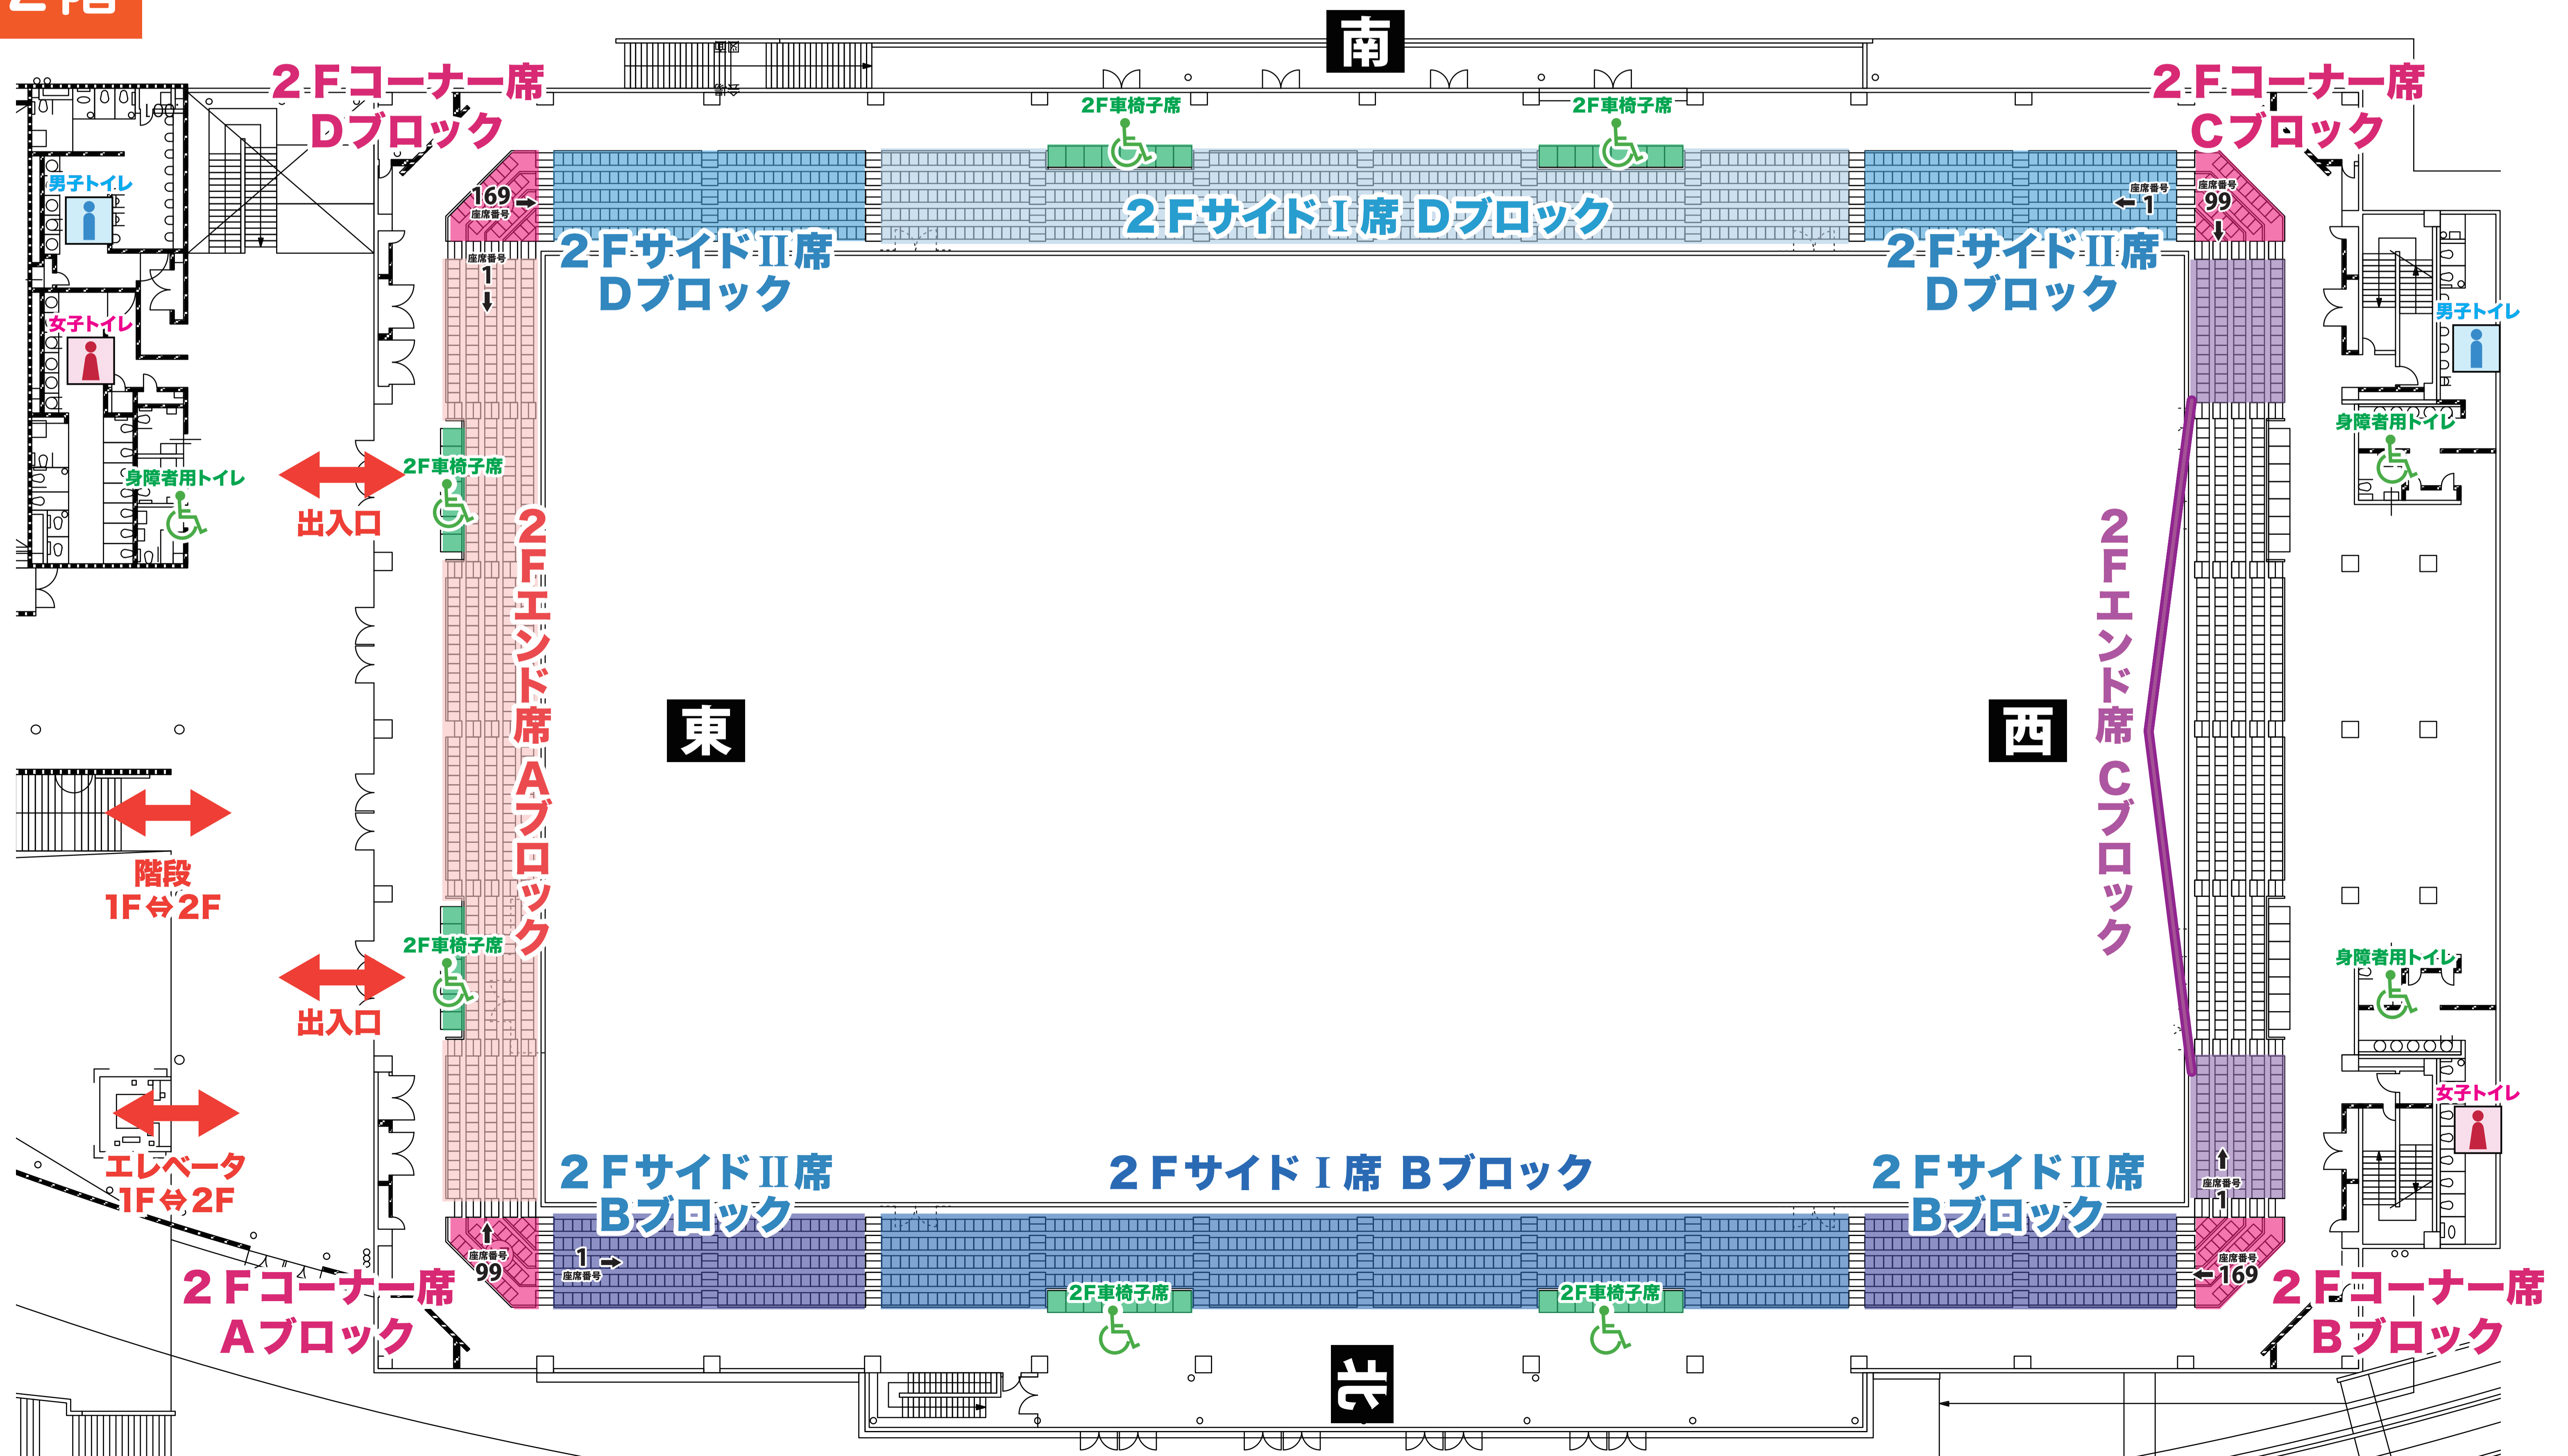 2階
南
2Fコーナー席
Dブロック
2Fコーナー席
Cブロック
2F車椅子席
2F車椅子席
男子トイレ
169
座席番号
2FサイドⅠ席 Dブロック
座席番号
1
座席番号
99
2FサイドⅡ席
Dブロック
2FサイドⅡ席
Dブロック
座席番号
1
女子トイレ
男子トイレ
身障者用トイレ
身障者用トイレ
2F車椅子席
出入口
2Fエンド席 Aブロック
2Fエンド席 Cブロック
東
西
階段
1F⇔2F
2F車椅子席
身障者用トイレ
出入口
女子トイレ
エレベータ
1F⇔2F
2FサイドⅡ席
Bブロック
2FサイドⅠ席 Bブロック
2FサイドⅡ席
Bブロック
座席番号
1
座席番号
99
1
座席番号
座席番号
169
2F車椅子席
2F車椅子席
2Fコーナー席
Aブロック
2Fコーナー席
Bブロック
北